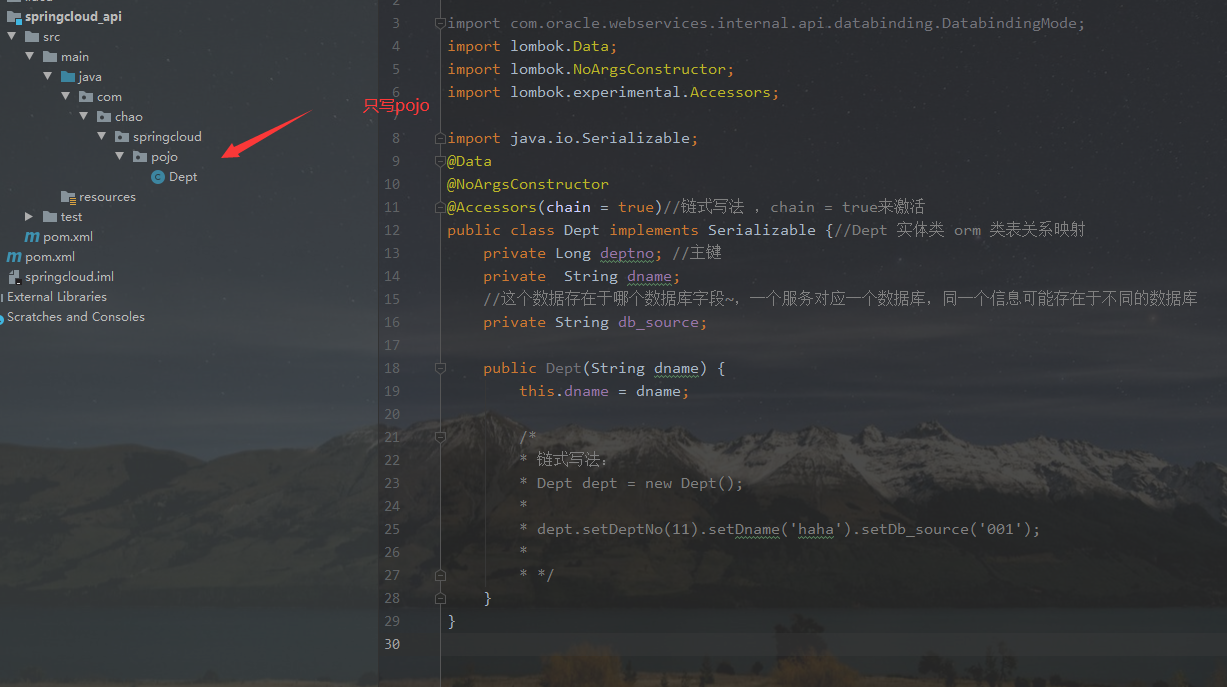 springcloud_api
src
main
java
com
chao
springcloud
pojo
Dept
resources
test
pom.xml
pom.xml
springcloud.iml
External Libraries
Scratches and Consoles
只写pojo
3 import com.oracle.webservices.internal.api.databinding.DatabindingMode;
4 import lombok.Data;
5 import lombok.NoArgsConstructor;
6 import lombok.experimental.Accessors;
7
8 import java.io.Serializable;
9 @Data
10 @NoArgsConstructor
11 @Accessors(chain = true)//链式写法 ，chain = true来激活
12 public class Dept implements Serializable {//Dept 实体类 orm 类表关系映射
13 private Long deptno; //主键
14 private  String dname;
15 //这个数据存在于哪个数据库字段~，一个服务对应一个数据库，同一个信息可能存在于不同的数据库
16 private String db_source;
17
18 public Dept(String dname) {
19 this.dname = dname;
20
21 /*
22 * 链式写法：
23 * Dept dept = new Dept();
24 *
25 * dept.setDeptNo(11).setDname('haha').setDb_source('001');
26 *
27 * */
28 }
29 }
30